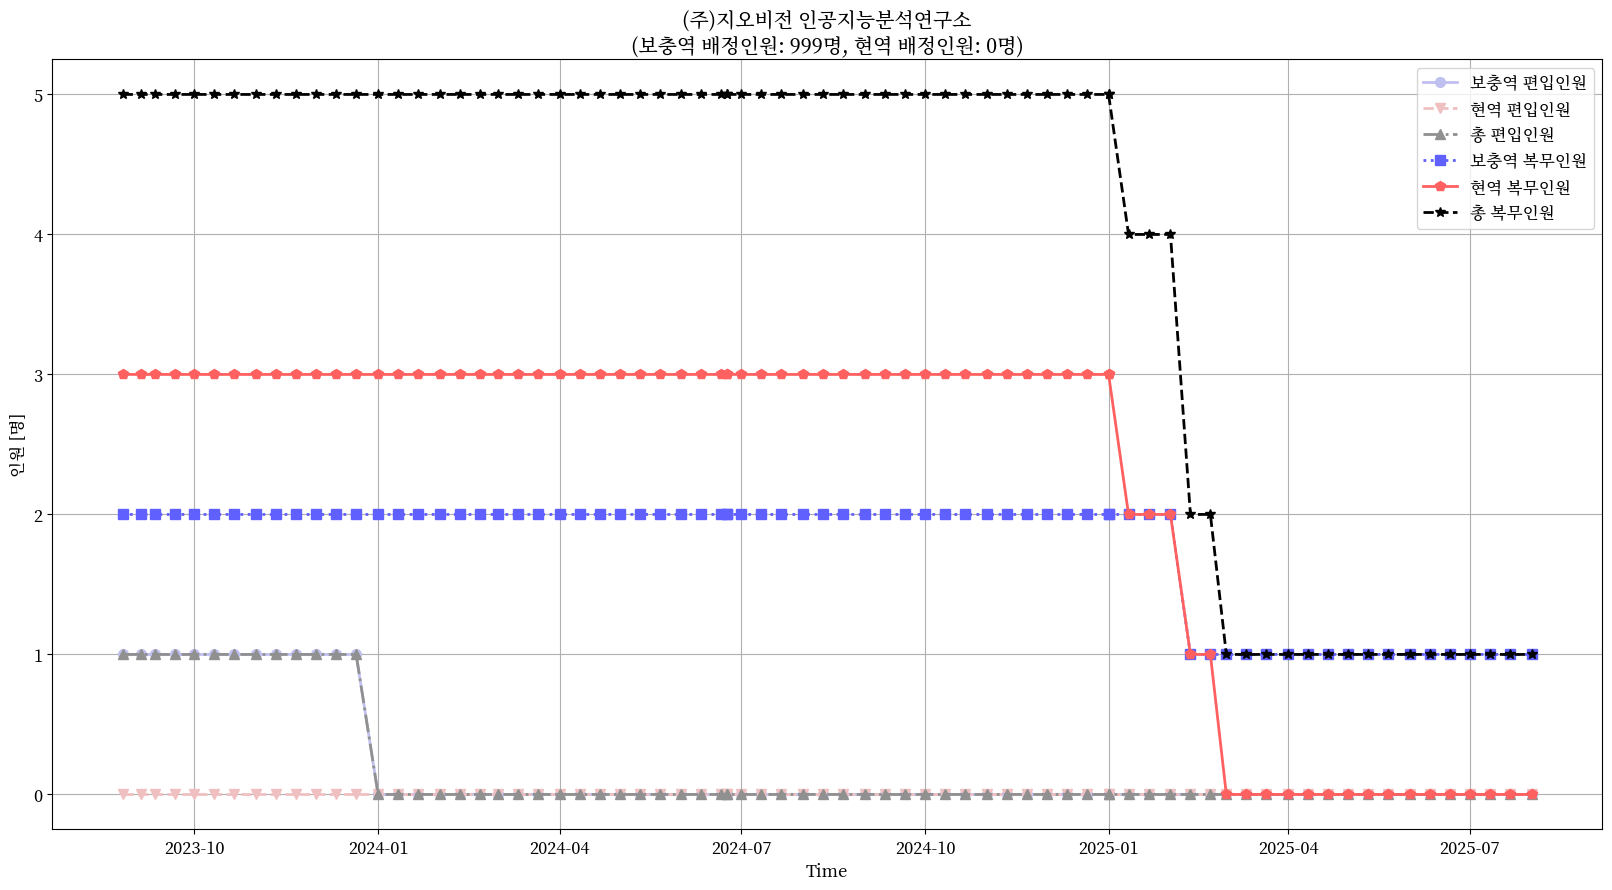 (주)지오비전 인공지능분석연구소
(보충역 배정인원: 999명, 현역 배정인원: 0명)
보충역 편입인원
현역 편입인원
총 편입인원
보충역 복무인원
현역 복무인원
총 복무인원
인원 [명]
5
4
3
2
1
0
2023-10
2024-01
2024-04
2024-07
2024-10
2025-01
2025-04
2025-07
Time